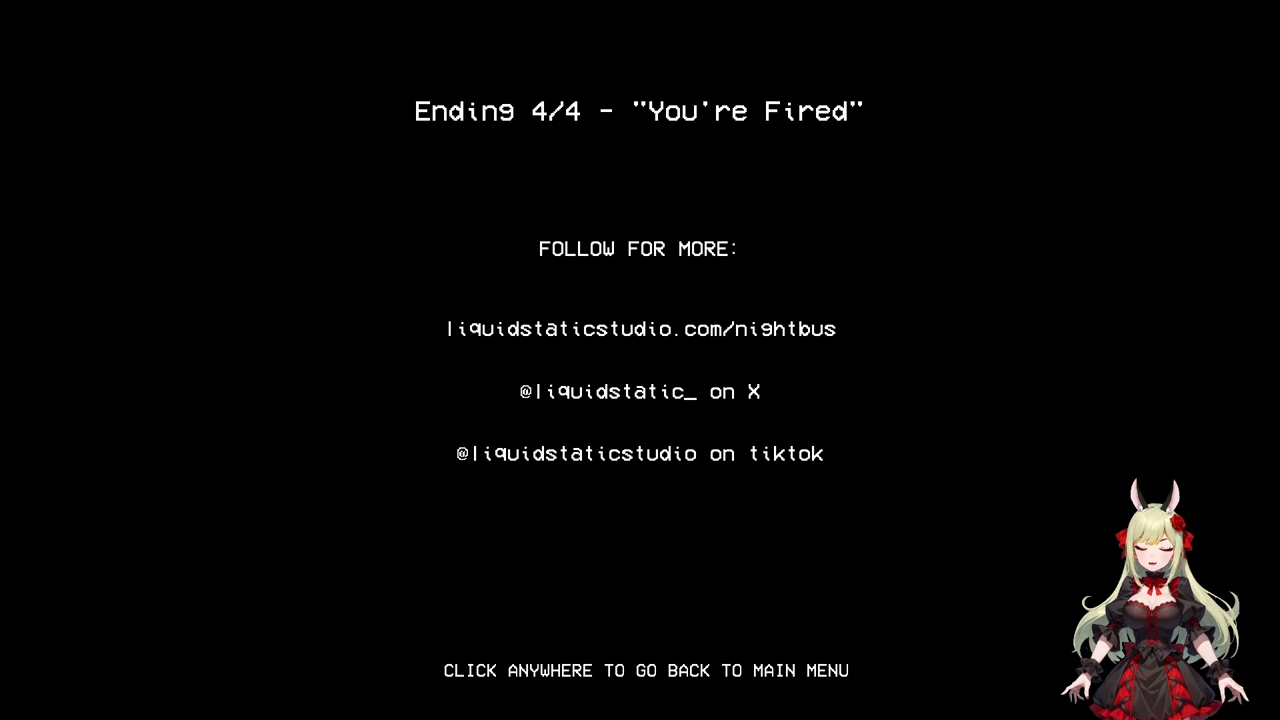 Ending 4/4 - "You're Fired"
FOLLOW FOR MORE:
liquidstaticstudio.com/nightbus
@liquidstatic_ on X
@liquidstaticstudio on tiktok
CLICK ANYWHERE TO GO BACK TO MAIN MENU